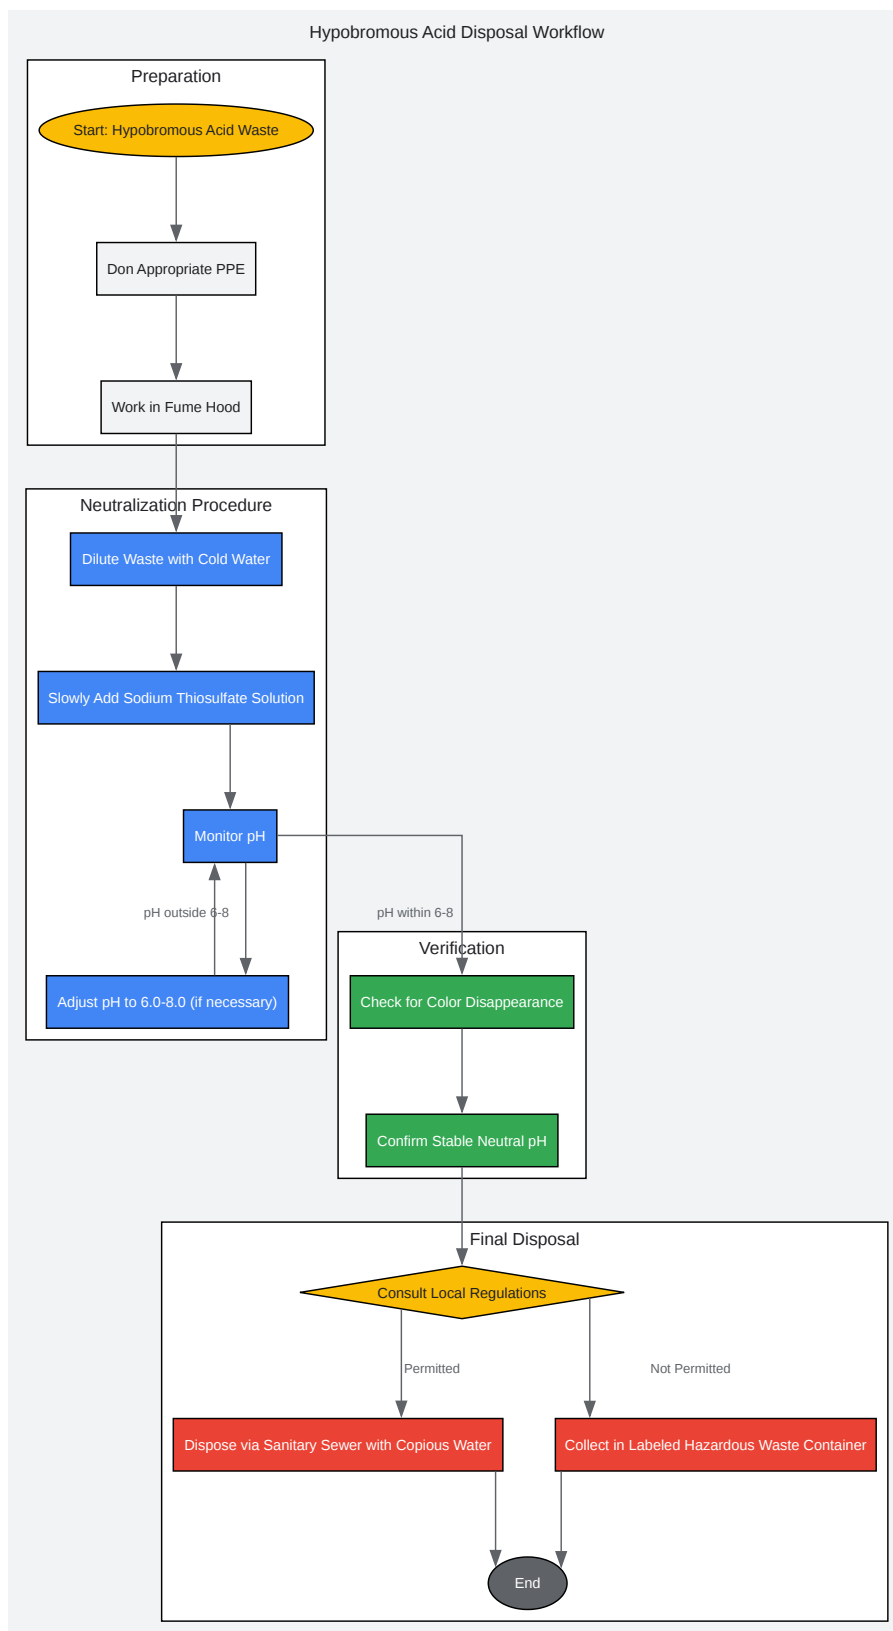 Hypobromous Acid Disposal Workflow
Preparation
Start: Hypobromous Acid Waste
Don Appropriate PPE
Work in Fume Hood
Neutralization Procedure
Dilute Waste with Cold Water
Slowly Add Sodium Thiosulfate Solution
Monitor pH
pH outside 6-8
pH within 6-8
Adjust pH to 6.0-8.0 (if necessary)
Verification
Check for Color Disappearance
Confirm Stable Neutral pH
Final Disposal
Consult Local Regulations
Permitted
Not Permitted
Dispose via Sanitary Sewer with Copious Water
Collect in Labeled Hazardous Waste Container
End